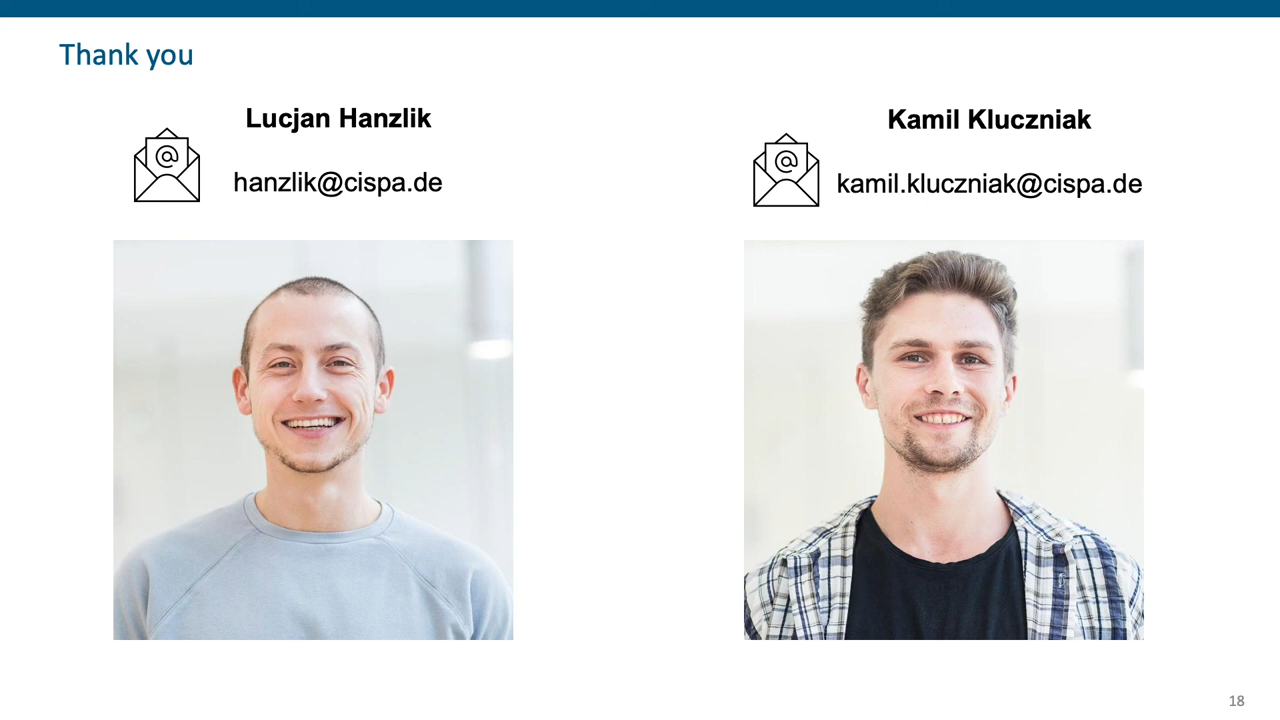 Thank you
Lucjan Hanzlik
hanzlik@cispa.de
Kamil Kluczniak
kamil.kluczniak@cispa.de
18